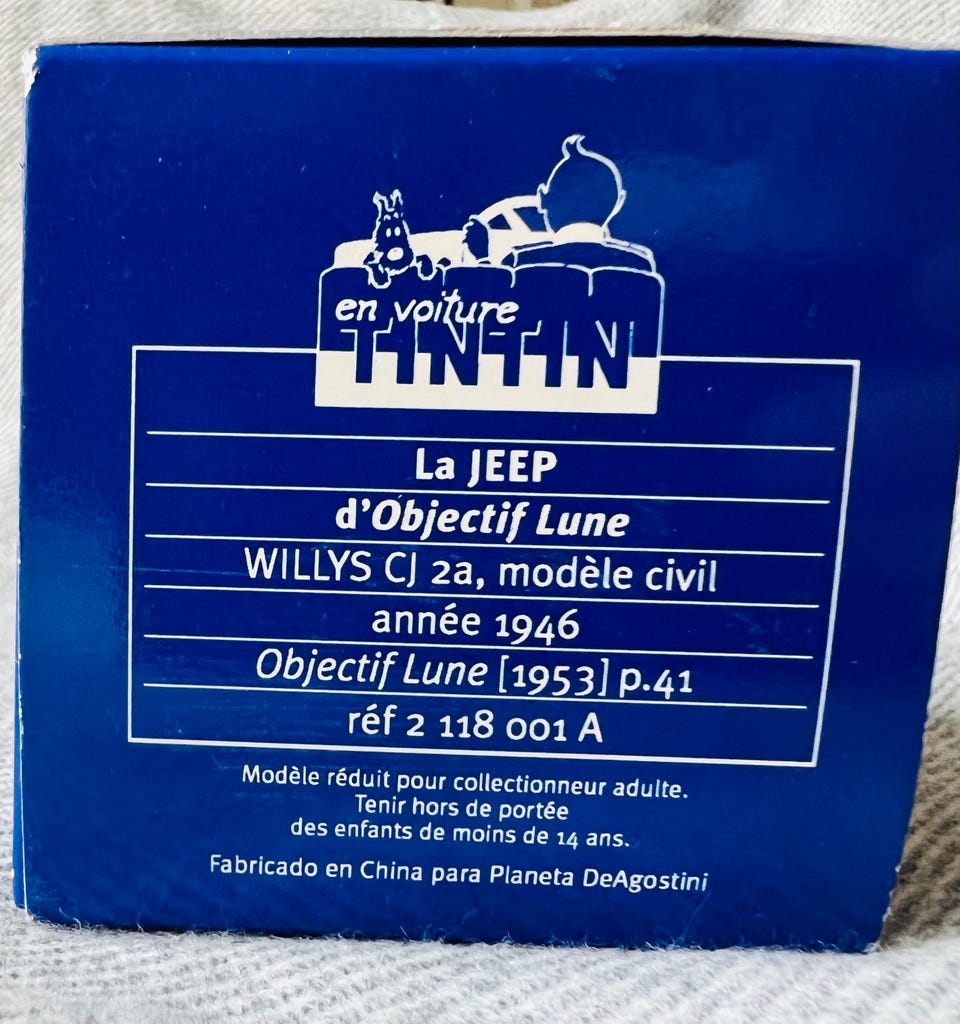 en voiture
TINTIN
La JEEP
d'Objectif Lune
WILLYS CJ 2a, modèle civil
année 1946
Objectif Lune [1953] p.41
réf 2 118 001 A
Modèle réduit pour collectionneur adulte.
Tenir hors de portée
des enfants de moins de 14 ans.
Fabricado en China para Planeta DeAgostini